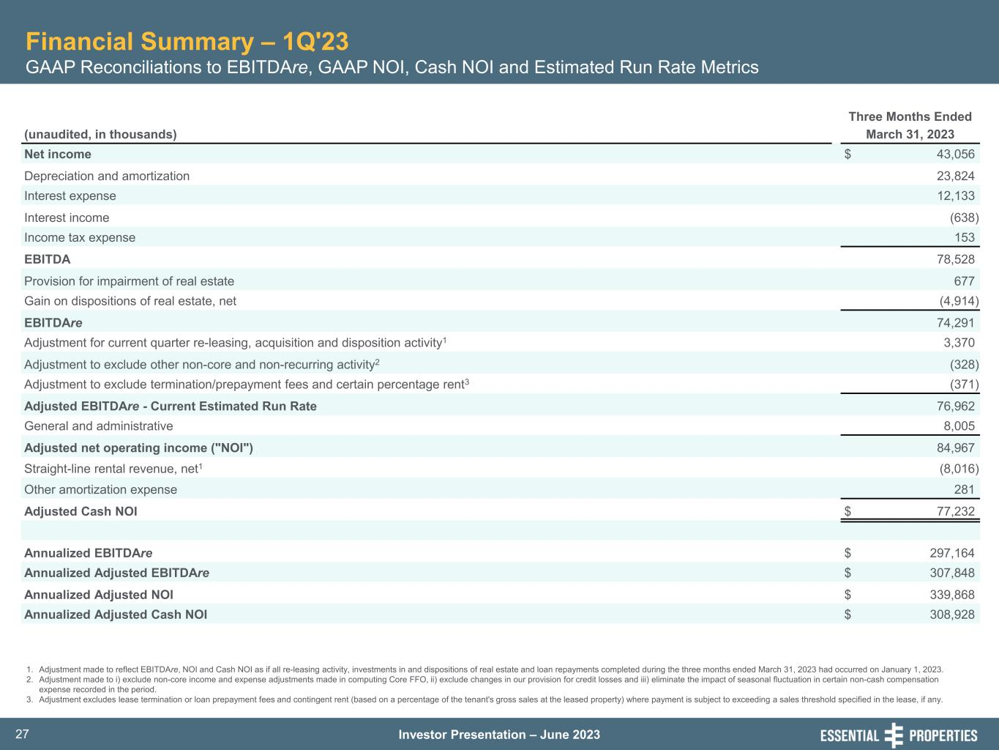 Financial Summary – 1Q'23
GAAP Reconciliations to EBITDAre, GAAP NOI, Cash NOI and Estimated Run Rate Metrics
Three Months Ended
(unaudited, in thousands) March 31, 2023
Net income $ 43,056
Depreciation and amortization 23,824
Interest expense 12,133
Interest income (638)
Income tax expense 153
EBITDA 78,528
Provision for impairment of real estate 677
Gain on dispositions of real estate, net (4,914)
EBITDAre 74,291
Adjustment for current quarter re-leasing, acquisition and disposition activity1 3,370
Adjustment to exclude other non-core and non-recurring activity2 (328)
Adjustment to exclude termination/prepayment fees and certain percentage rent3 (371)
Adjusted EBITDAre - Current Estimated Run Rate 76,962
General and administrative 8,005
Adjusted net operating income ("NOI") 84,967
Straight-line rental revenue, net1 (8,016)
Other amortization expense 281
Adjusted Cash NOI $ 77,232
Annualized EBITDAre $ 297,164
Annualized Adjusted EBITDAre $ 307,848
Annualized Adjusted NOI $ 339,868
Annualized Adjusted Cash NOI $ 308,928
1. Adjustment made to reflect EBITDAre, NOI and Cash NOI as if all re-leasing activity, investments in and dispositions of real estate and loan repayments completed during the three months ended March 31, 2023 had occurred on January 1, 2023.
2. Adjustment made to i) exclude non-core income and expense adjustments made in computing Core FFO, ii) exclude changes in our provision for credit losses and iii) eliminate the impact of seasonal fluctuation in certain non-cash compensation
expense recorded in the period.
3. Adjustment excludes lease termination or loan prepayment fees and contingent rent (based on a percentage of the tenant's gross sales at the leased property) where payment is subject to exceeding a sales threshold specified in the lease, if any.
27 Investor Presentation – June 2023 ESSENTIAL PROPERTIES